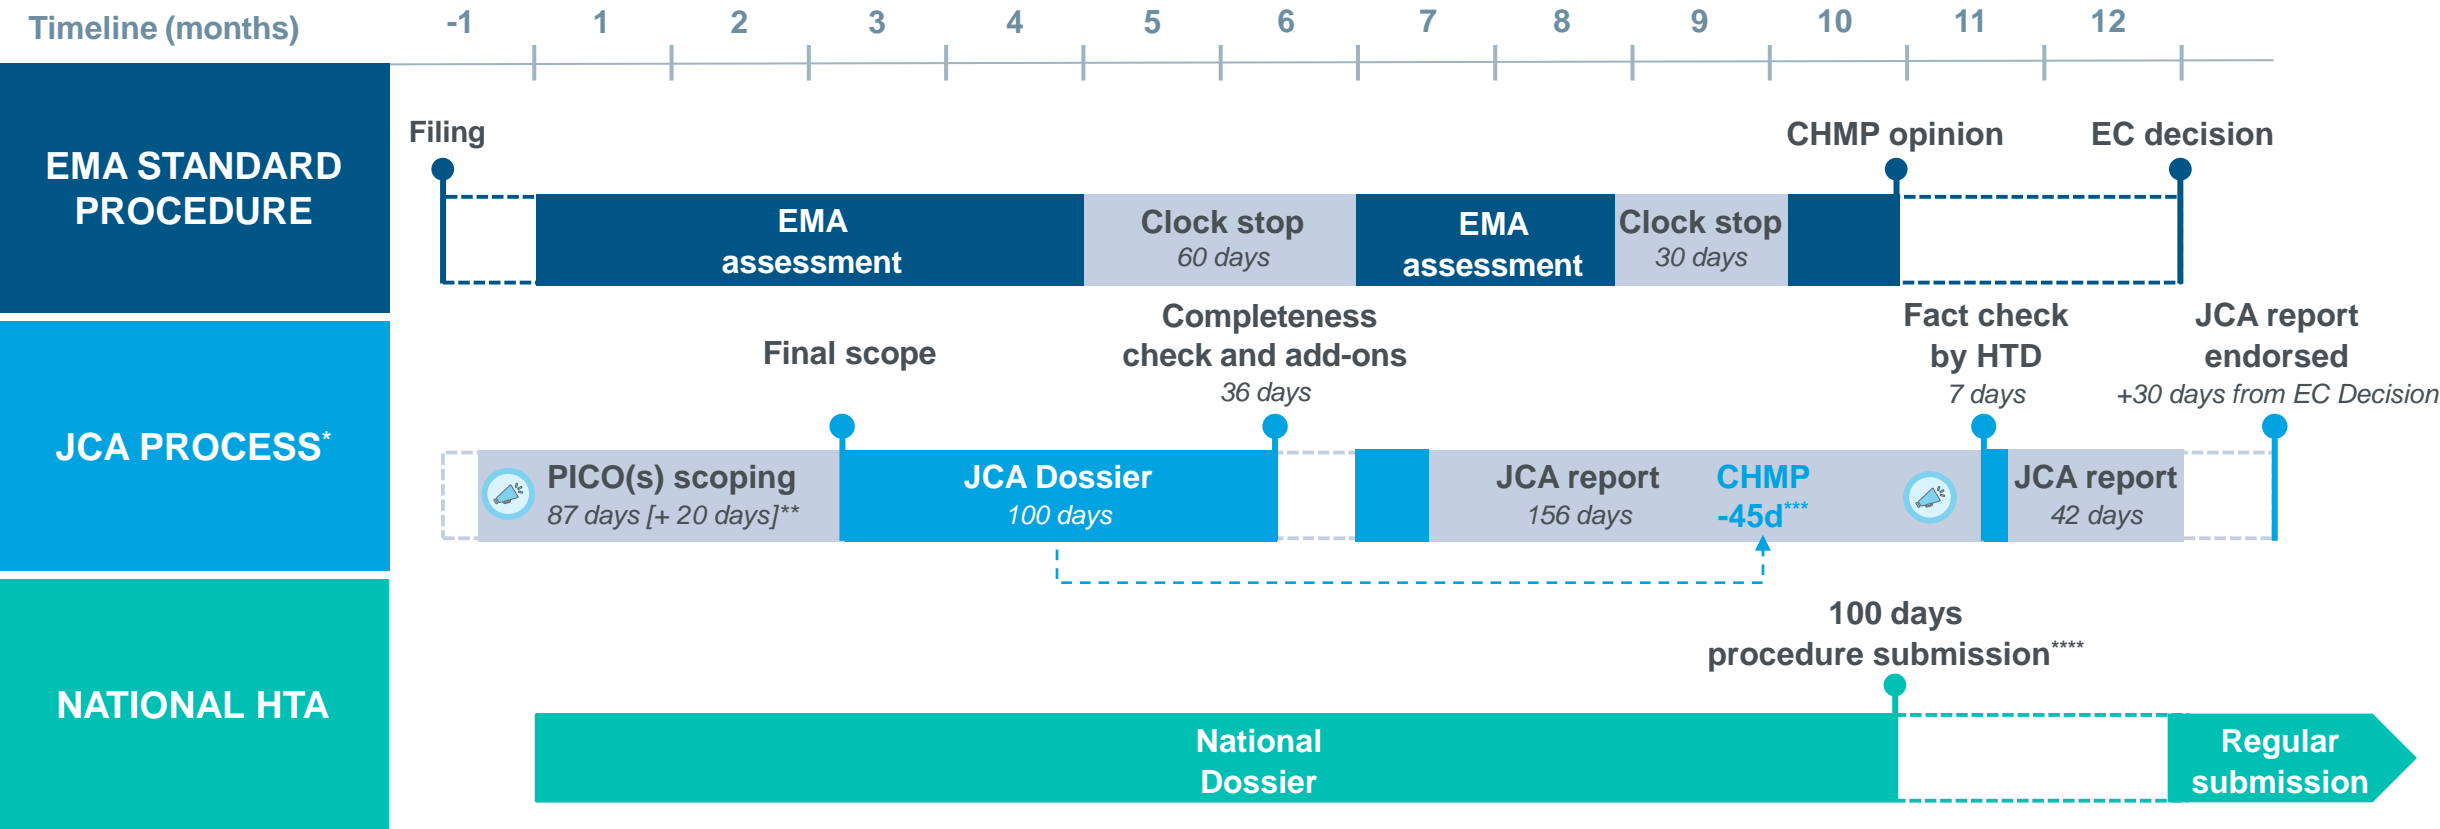 Timeline (months)
-1 1 2 3 4 5 6 7 8 9 10 11 12
EMA STANDARD
PROCEDURE
Filing
CHMP opinion
EC decision
EMA
assessment
Clock stop
60 days
EMA
assessment
Clock stop
30 days
JCA PROCESS*
Final scope
Completeness
check and add-ons
36 days
Fact check
by HTD
7 days
JCA report
endorsed
+30 days from EC Decision
PICO(s) scoping
87 days [+ 20 days]**
JCA Dossier
100 days
JCA report
156 days
CHMP
-45d***
JCA report
42 days
NATIONAL HTA
100 days
procedure submission****
National
Dossier
Regular
submission